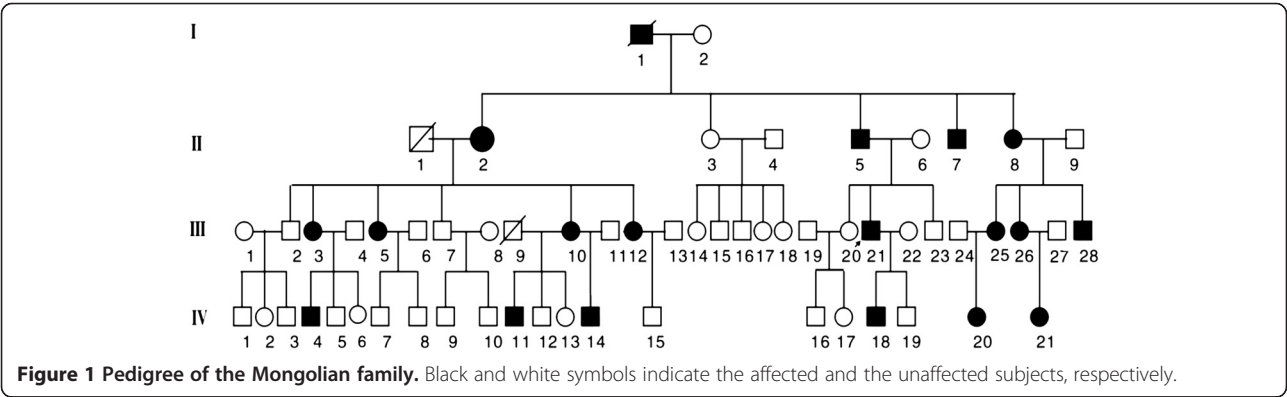 I
1 2
II
1 2 3 4 5 6 7 8 9
III
1 2 3 4 5 6 7 8 9 10 11 12 13 14 15 16 17 18 19 20 21 22 23 24 25 26 27 28
IV
1 2 3 4 5 6 7 8 9 10 11 12 13 14 15 16 17 18 19 20 21
Figure 1 Pedigree of the Mongolian family. Black and white symbols indicate the affected and the unaffected subjects, respectively.